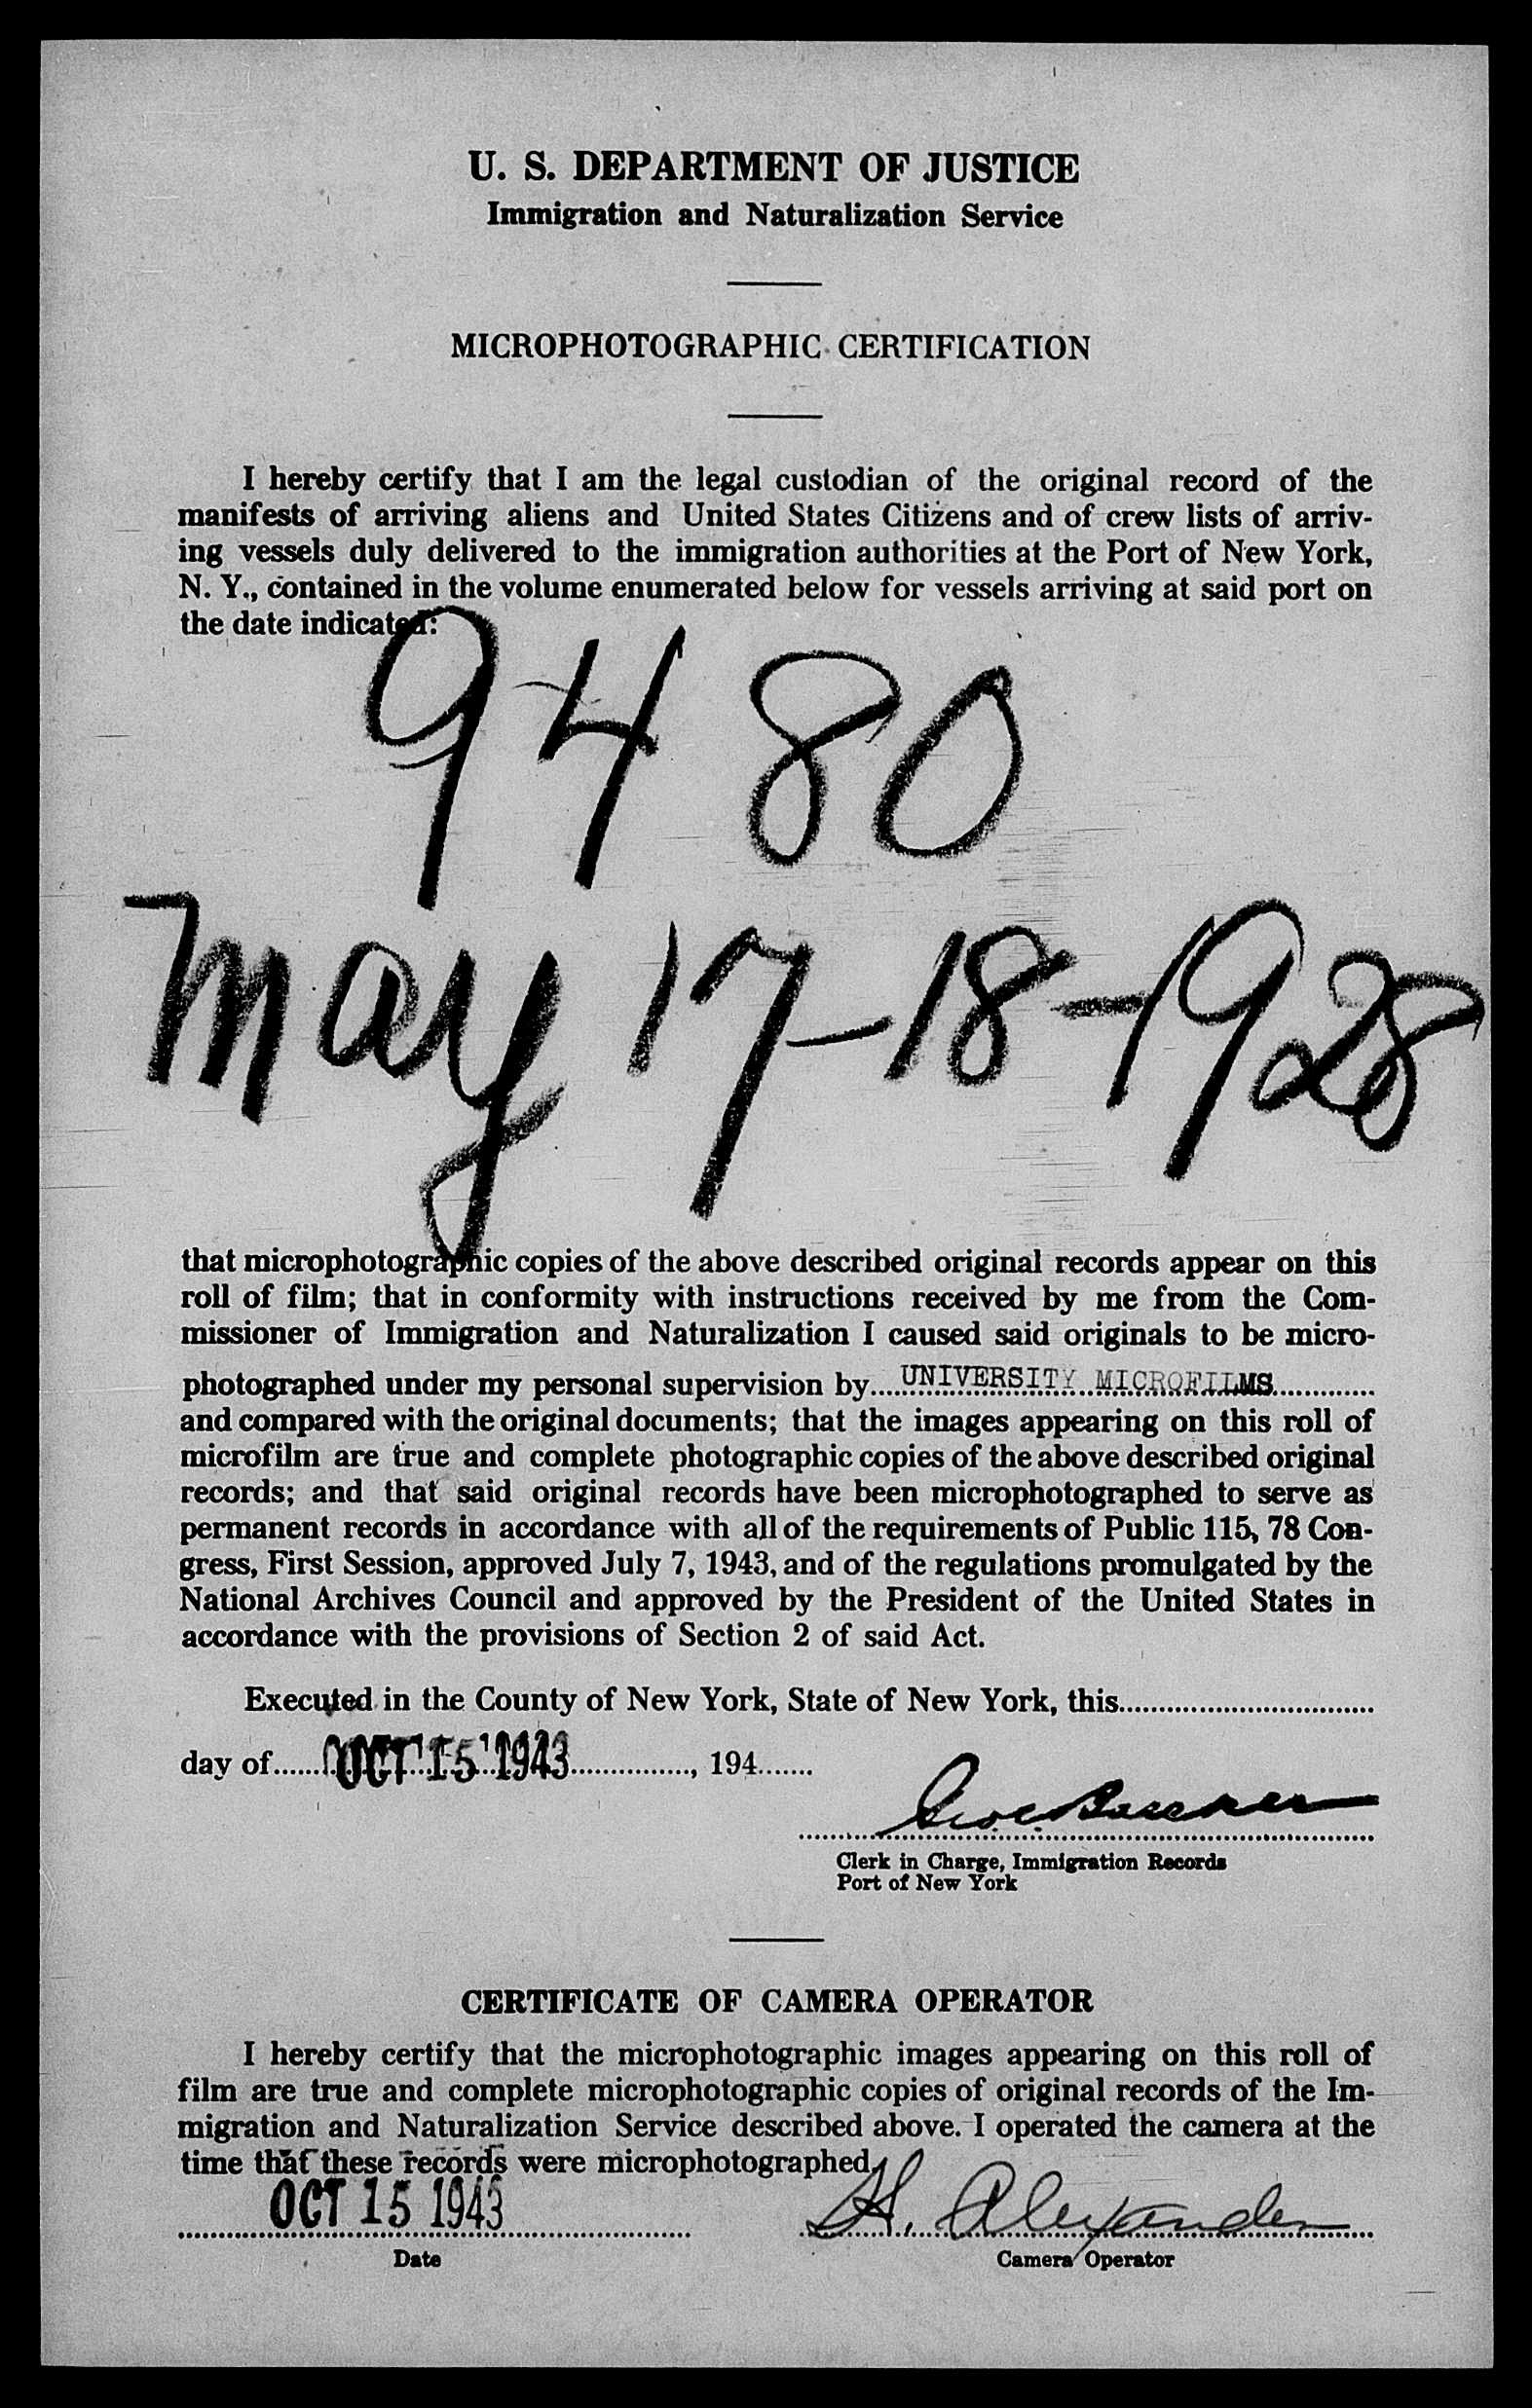 U. S. DEPARTMENT OF JUSTICE
Immigration and Naturalization Service
MICROPHOTOGRAPHIC CERTIFICATION
I hereby certify that I am the legal custodian of the original record of the
manifests of arriving aliens and United States Citizens and of crew lists of arriv-
ing vessels duly delivered to the immigration authorities at the Port of New York,
N. Y., contained in the volume enumerated below for vessels arriving at said port on
the date indicated:
9480
May 17-18-1928
that microphotographic copies of the above described original records appear on this
roll of film; that in conformity with instructions received by me from the Com-
missioner of Immigration and Naturalization I caused said originals to be micro-
photographed under my personal supervision by....UNIVERSITY MICROFILMS............
and compared with the original documents; that the images appearing on this roll of
microfilm are true and complete photographic copies of the above described original
records; and that said original records have been microphotographed to serve as
permanent records in accordance with all of the requirements of Public 115, 78 Con-
gress, First Session, approved July 7, 1943, and of the regulations promulgated by the
National Archives Council and approved by the President of the United States in
accordance with the provisions of Section 2 of said Act.
Executed in the County of New York, State of New York, this................................
day of......OCT 15 1943..............., 194.......
Clerk in Charge, Immigration Records
Port of New York
CERTIFICATE OF CAMERA OPERATOR
I hereby certify that the microphotographic images appearing on this roll of
film are true and complete microphotographic copies of original records of the Im-
migration and Naturalization Service described above. I operated the camera at the
time that these records were microphotographed.
OCT 15 1943 H. Alexander
Date Camera Operator